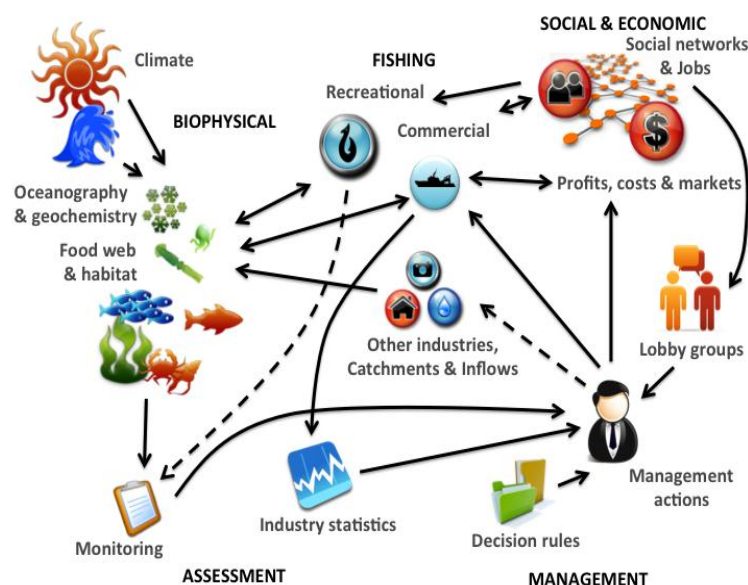 SOCIAL & ECONOMIC
Social networks
& Jobs
Climate
FISHING
Recreational
BIOPHYSICAL
Commercial
Oceanography
& geochemistry
Profits, costs & markets
Food web
& habitat
Other industries,
Catchments & Inflows
Lobby groups
Management
actions
Industry statistics
Decision rules
Monitoring
ASSESSMENT
MANAGEMENT